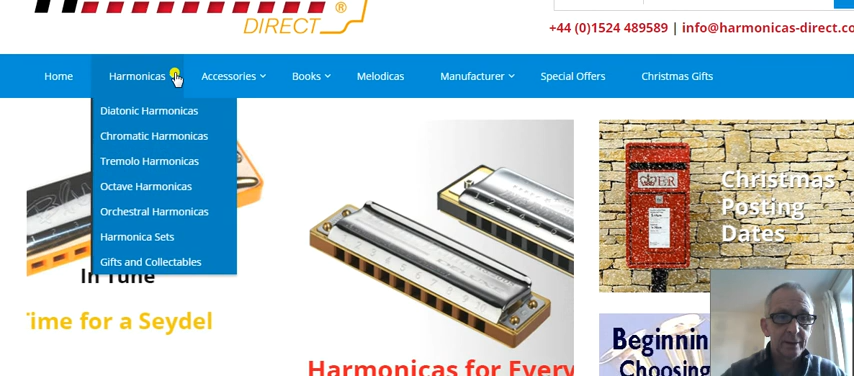 DIRECT ®
+44 (0)1524 489589 | info@harmonicas-direct.co
Home Harmonicas Accessories Books Melodicas Manufacturer Special Offers Christmas Gifts
Diatonic Harmonicas
Chromatic Harmonicas
Tremolo Harmonicas
Octave Harmonicas
Orchestral Harmonicas
Harmonica Sets
Gifts and Collectables
In Tune
Time for a Seydel
Harmonicas for Every
ER
Christmas
Posting
Dates
Beginnin
Choosing